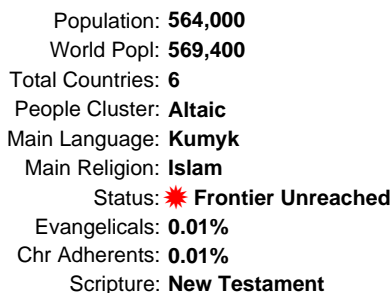 Population: 564,000
World Popl: 569,400
Total Countries: 6
People Cluster: Altaic
Main Language: Kumyk
Main Religion: Islam
Status: Frontier Unreached
Evangelicals: 0.01%
Chr Adherents: 0.01%
Scripture: New Testament